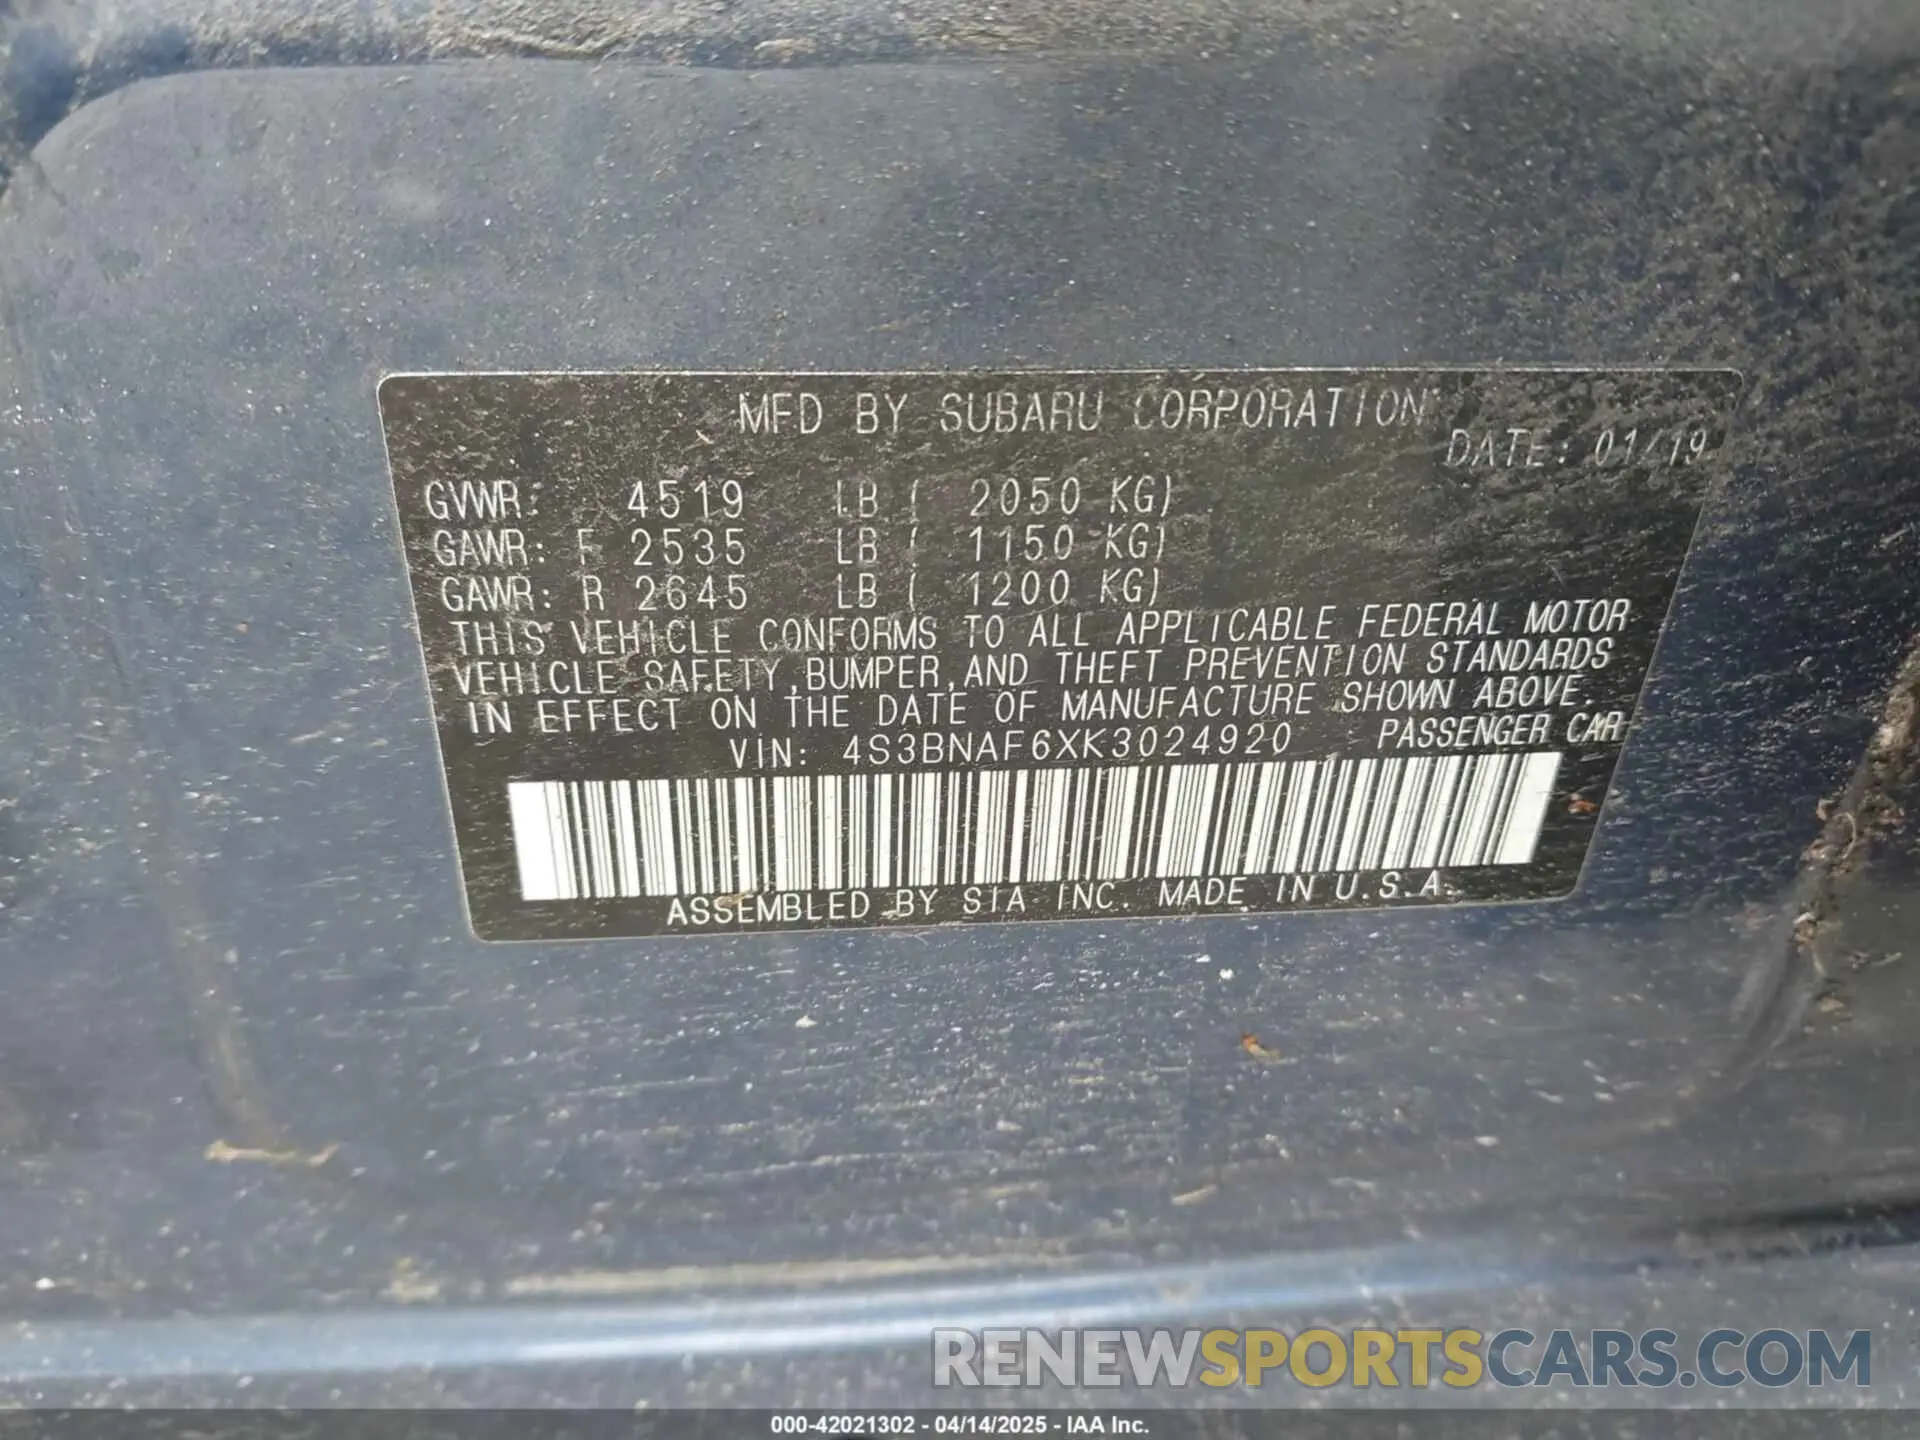 MFD BY SUBARU CORPORATION
DATE: 01/19
GVWR: 4519 LB ( 2050 KG)
GAWR: F 2535 LB ( 1150 KG)
GAWR: R 2645 LB ( 1200 KG)
THIS VEHICLE CONFORMS TO ALL APPLICABLE FEDERAL MOTOR
VEHICLE SAFETY,BUMPER,AND THEFT PREVENTION STANDARDS
IN EFFECT ON THE DATE OF MANUFACTURE SHOWN ABOVE.
VIN: 4S3BNAF6XK3024920 PASSENGER CAR
ASSEMBLED BY SIA INC. MADE IN U.S.A.
RENEWSPORTSCARS.COM
000-42021302 - 04/14/2025 - IAA Inc.